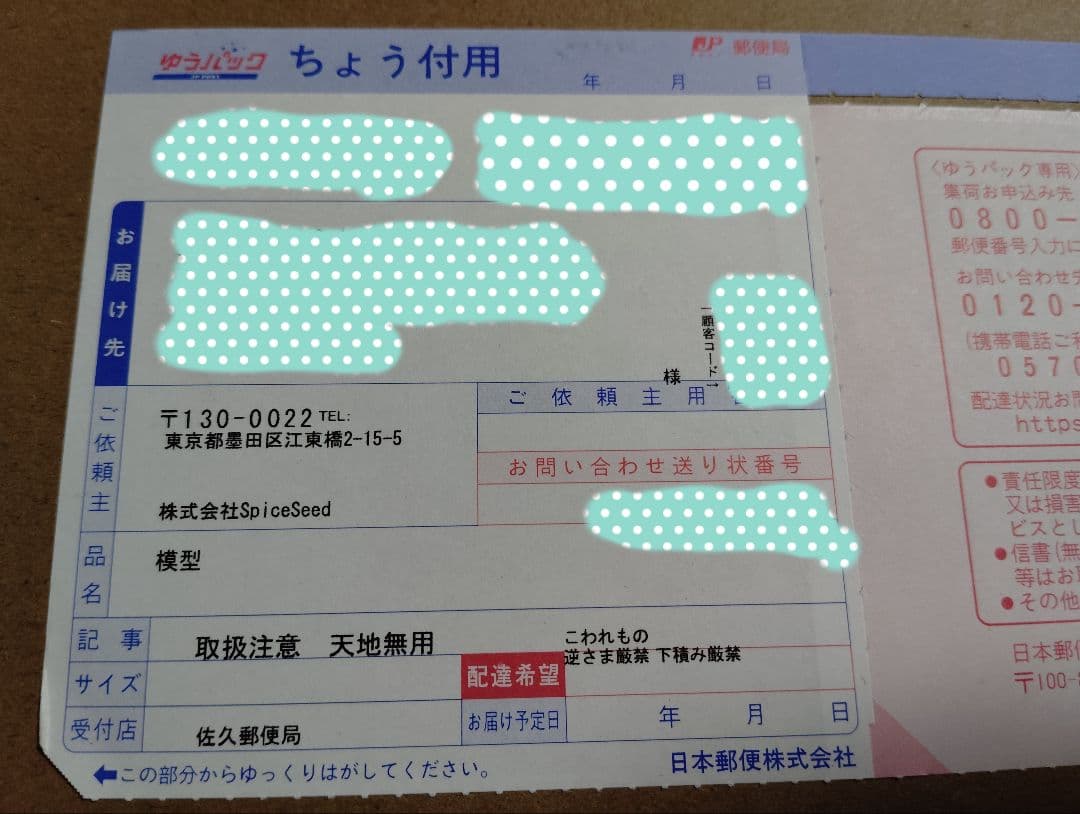 ゆうパック ちょう付用
JP POST
JP 郵便局
年 月 日
お届け先
様
↑顧客コード→
ご依頼主
〒130-0022 TEL:
東京都墨田区江東橋2-15-5
株式会社SpiceSeed
ご依頼主用
お問い合わせ送り状番号
品名
模型
記事
取扱注意 天地無用
こわれもの
逆さま厳禁 下積み厳禁
サイズ
配達希望
受付店
佐久郵便局
お届け予定日
年 月 日
⬅この部分からゆっくりはがしてください。
日本郵便株式会社
〈ゆうパック専用〉
集荷お申込み先
0800-
郵便番号入力に
お問い合わせ先
0120-
(携帯電話ご利
0570
配達状況お問
https
●責任限度
又は損害
ビスとし
●信書(無
等はお
●その他
日本郵
〒100-8